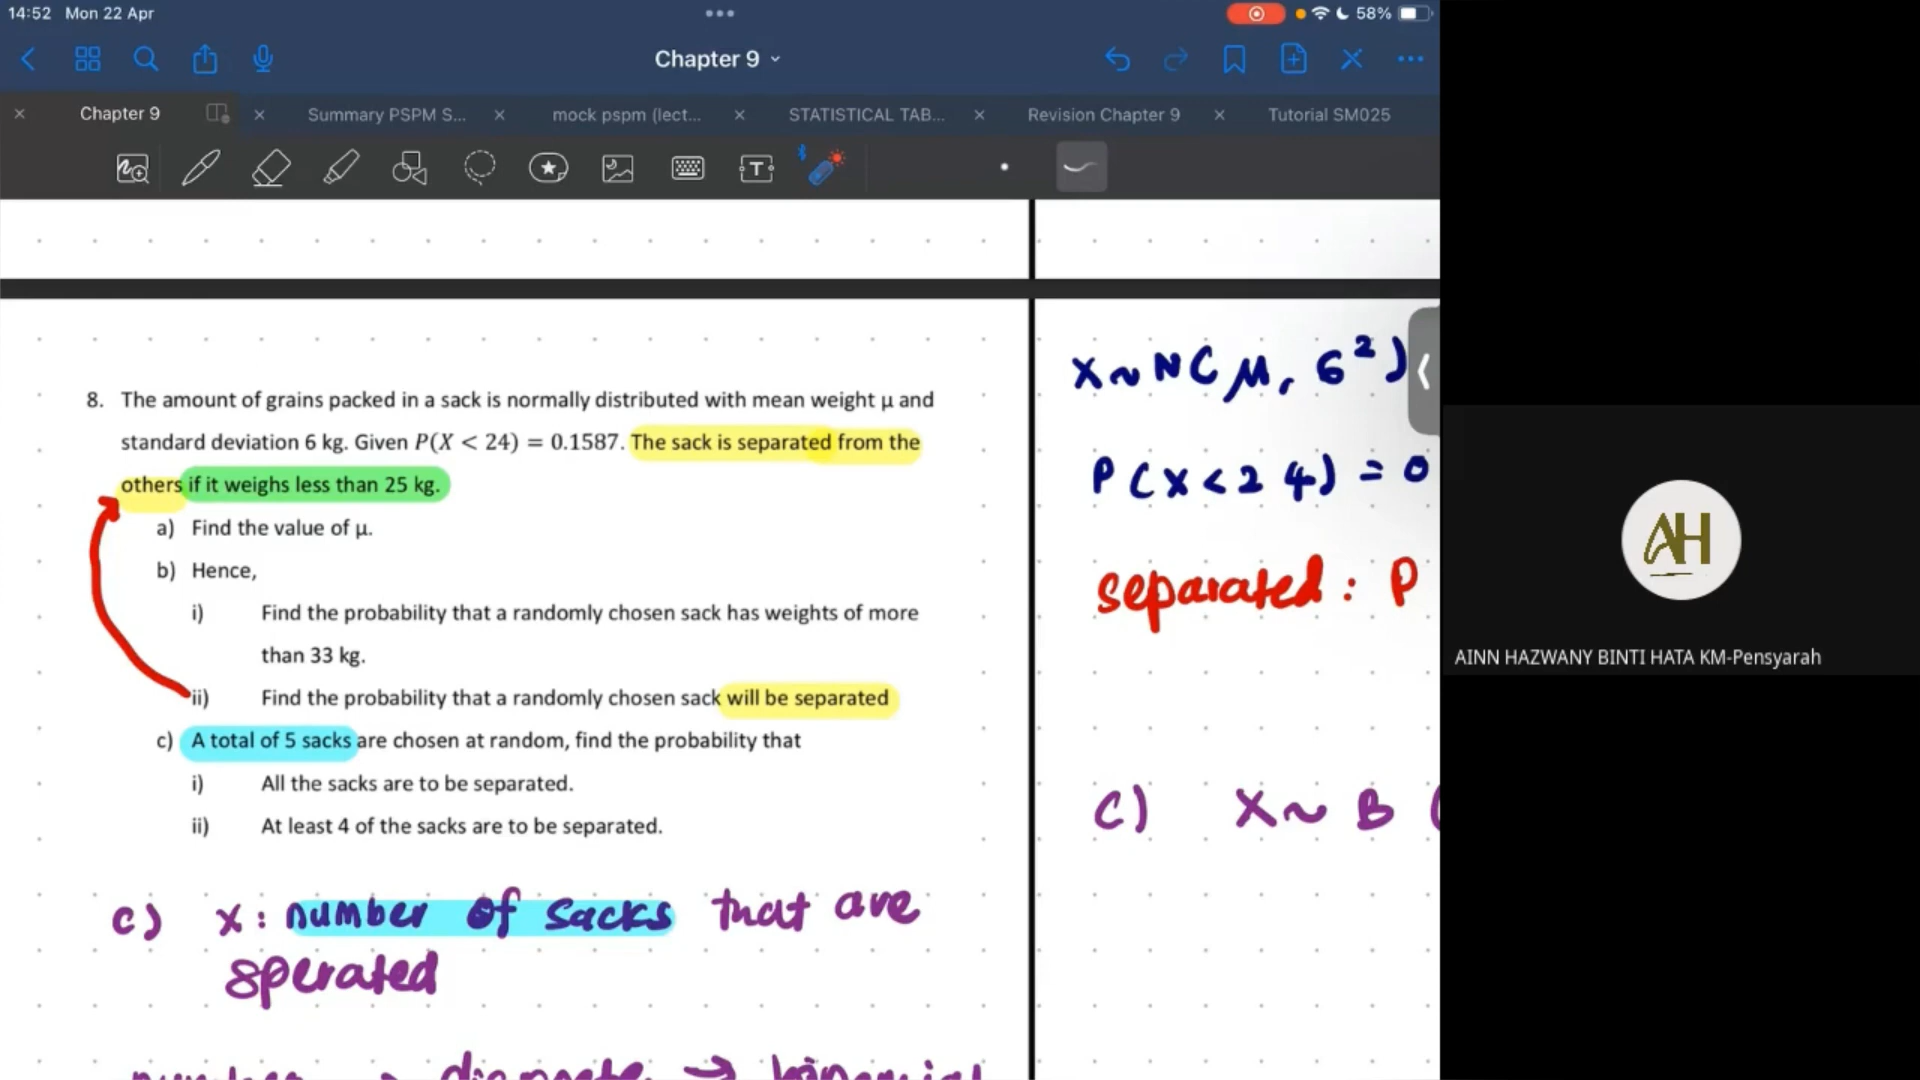 14:52 Mon 22 Apr
58%
Chapter 9
Chapter 9
Summary PSPM S...
mock pspm (lect...
STATISTICAL TAB...
Revision Chapter 9
Tutorial SM025
8. The amount of grains packed in a sack is normally distributed with mean weight μ and
standard deviation 6 kg. Given P(X < 24) = 0.1587. The sack is separated from the
others if it weighs less than 25 kg.
a) Find the value of μ.
b) Hence,
i) Find the probability that a randomly chosen sack has weights of more
than 33 kg.
ii) Find the probability that a randomly chosen sack will be separated
c) A total of 5 sacks are chosen at random, find the probability that
i) All the sacks are to be separated.
ii) At least 4 of the sacks are to be separated.
c) x : number of sacks that are
sperated
number → discrete → binomial
X ~ N ( μ, 6²)
P ( X < 2 4 ) = 0
separated : P
C) X ~ B (
AH
AINN HAZWANY BINTI HATA KM-Pensyarah